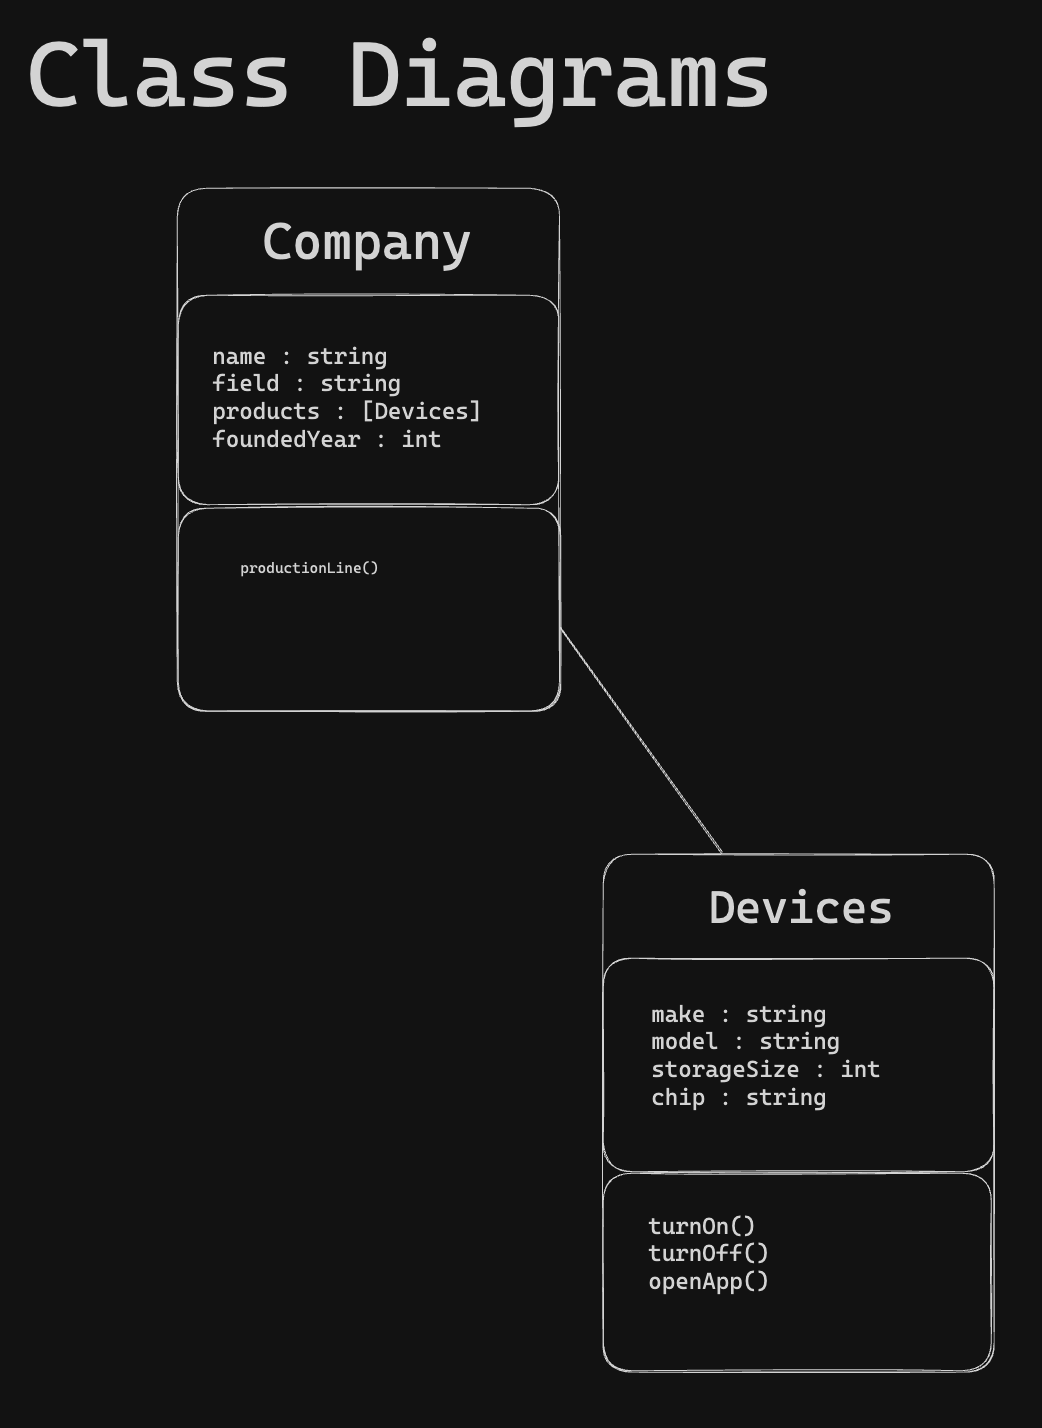 Class Diagrams
Company
name : string
field : string
products : [Devices]
foundedYear : int
productionLine()
Devices
make : string
model : string
storageSize : int
chip : string
turnOn()
turnOff()
openApp()